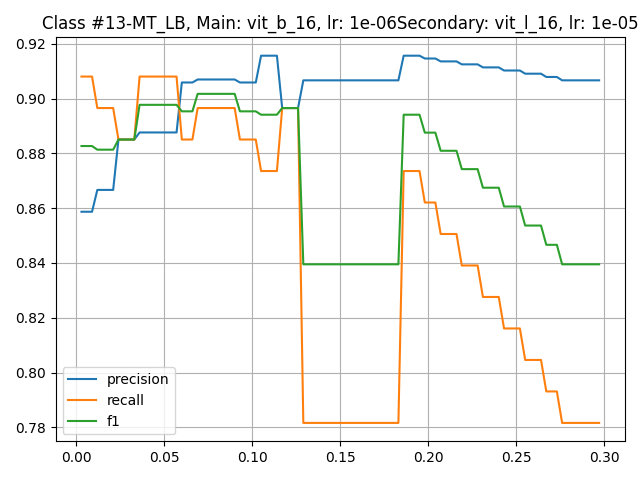 Class #13-MT_LB, Main: vit_b_16, lr: 1e-06Secondary: vit_l_16, lr: 1e-05
0.92
0.90
0.88
0.86
0.84
0.82
0.80
0.78
precision
recall
f1
0.00 0.05 0.10 0.15 0.20 0.25 0.30